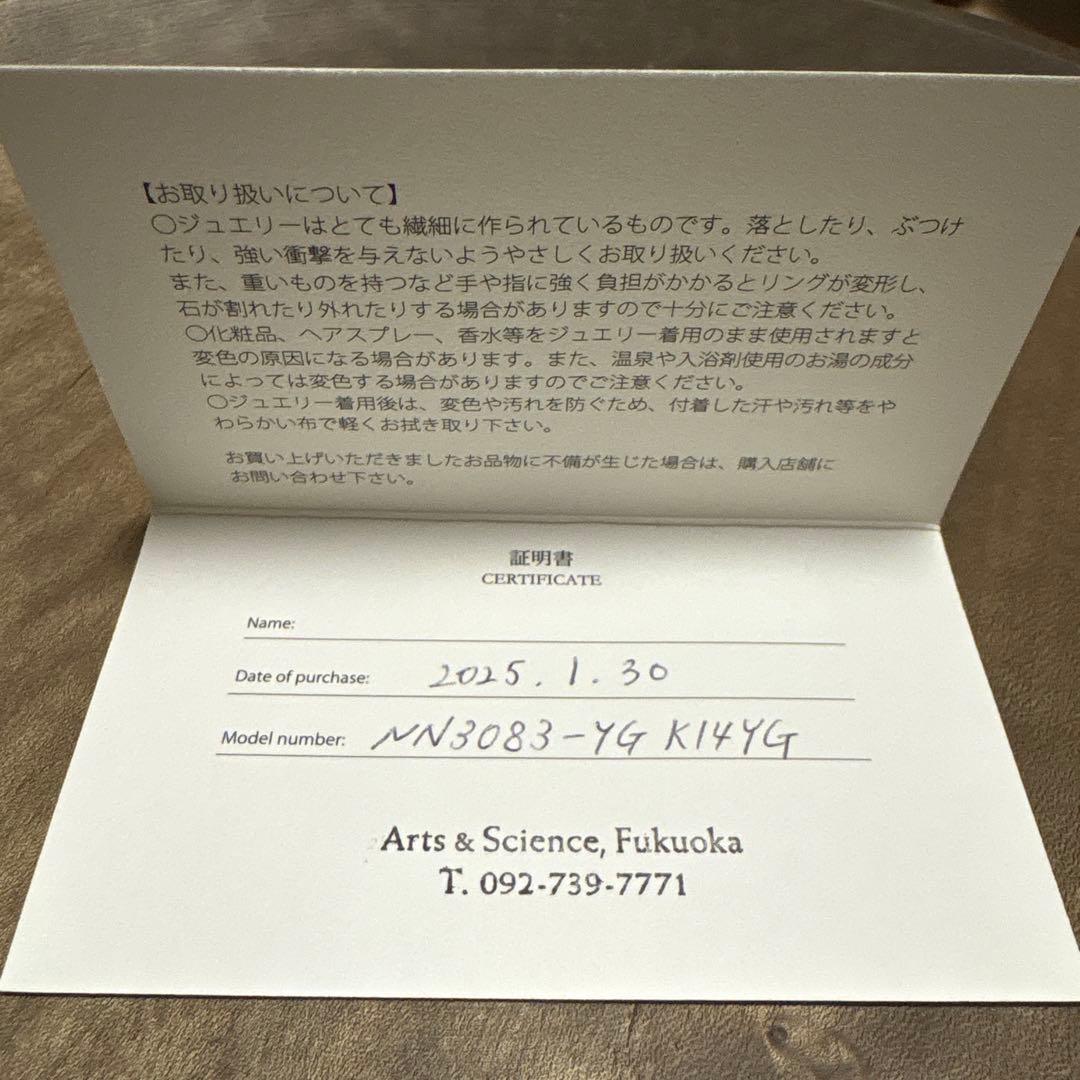 【お取り扱いについて】
○ジュエリーはとても繊細に作られているものです。落としたり、ぶつけ
たり、強い衝撃を与えないようやさしくお取り扱いください。
また、重いものを持つなど手や指に強く負担がかかるとリングが変形し、
石が割れたり外れたりする場合がありますので十分にご注意ください。
○化粧品、ヘアスプレー、香水等をジュエリー着用のまま使用されますと
変色の原因になる場合があります。また、温泉や入浴剤使用のお湯の成分
によっては変色する場合がありますのでご注意ください。
○ジュエリー着用後は、変色や汚れを防ぐため、付着した汗や汚れ等をや
わらかい布で軽くお拭き取り下さい。
お買い上げいただきましたお品物に不備が生じた場合は、購入店舗に
お問い合わせ下さい。
証明書
CERTIFICATE
Name:
Date of purchase: 2025.1.30
Model number: NN3083-YG K14YG
Arts & Science, Fukuoka
T. 092-739-7771